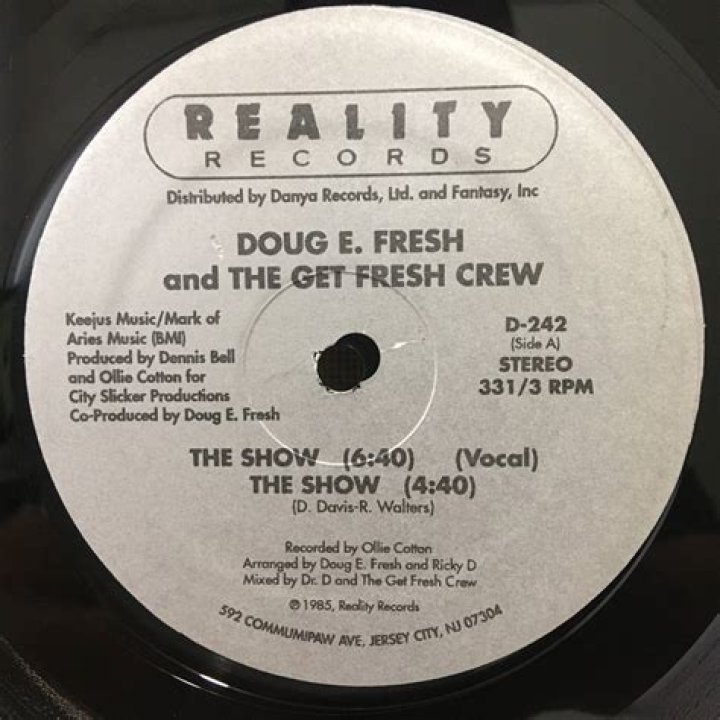 REALITY
RECORDS
Distributed by Danya Records, Ltd. and Fantasy, Inc
DOUG E. FRESH
and THE GET FRESH CREW
Keejus Music/Mark of
Aries Music (BMI)
Produced by Dennis Bell
and Ollie Cotton for
City Slicker Productions
Co-Produced by Doug E. Fresh
D-242
(Side A)
STEREO
331/3 RPM
THE SHOW (6:40) (Vocal)
THE SHOW (4:40)
(D. Davis-R. Walters)
Recorded by Ollie Cotton
Arranged by Doug E. Fresh and Ricky D
Mixed by Dr. D and The Get Fresh Crew
℗ 1985, Reality Records
592 COMMUMIPAW AVE, JERSEY CITY, NJ 07304